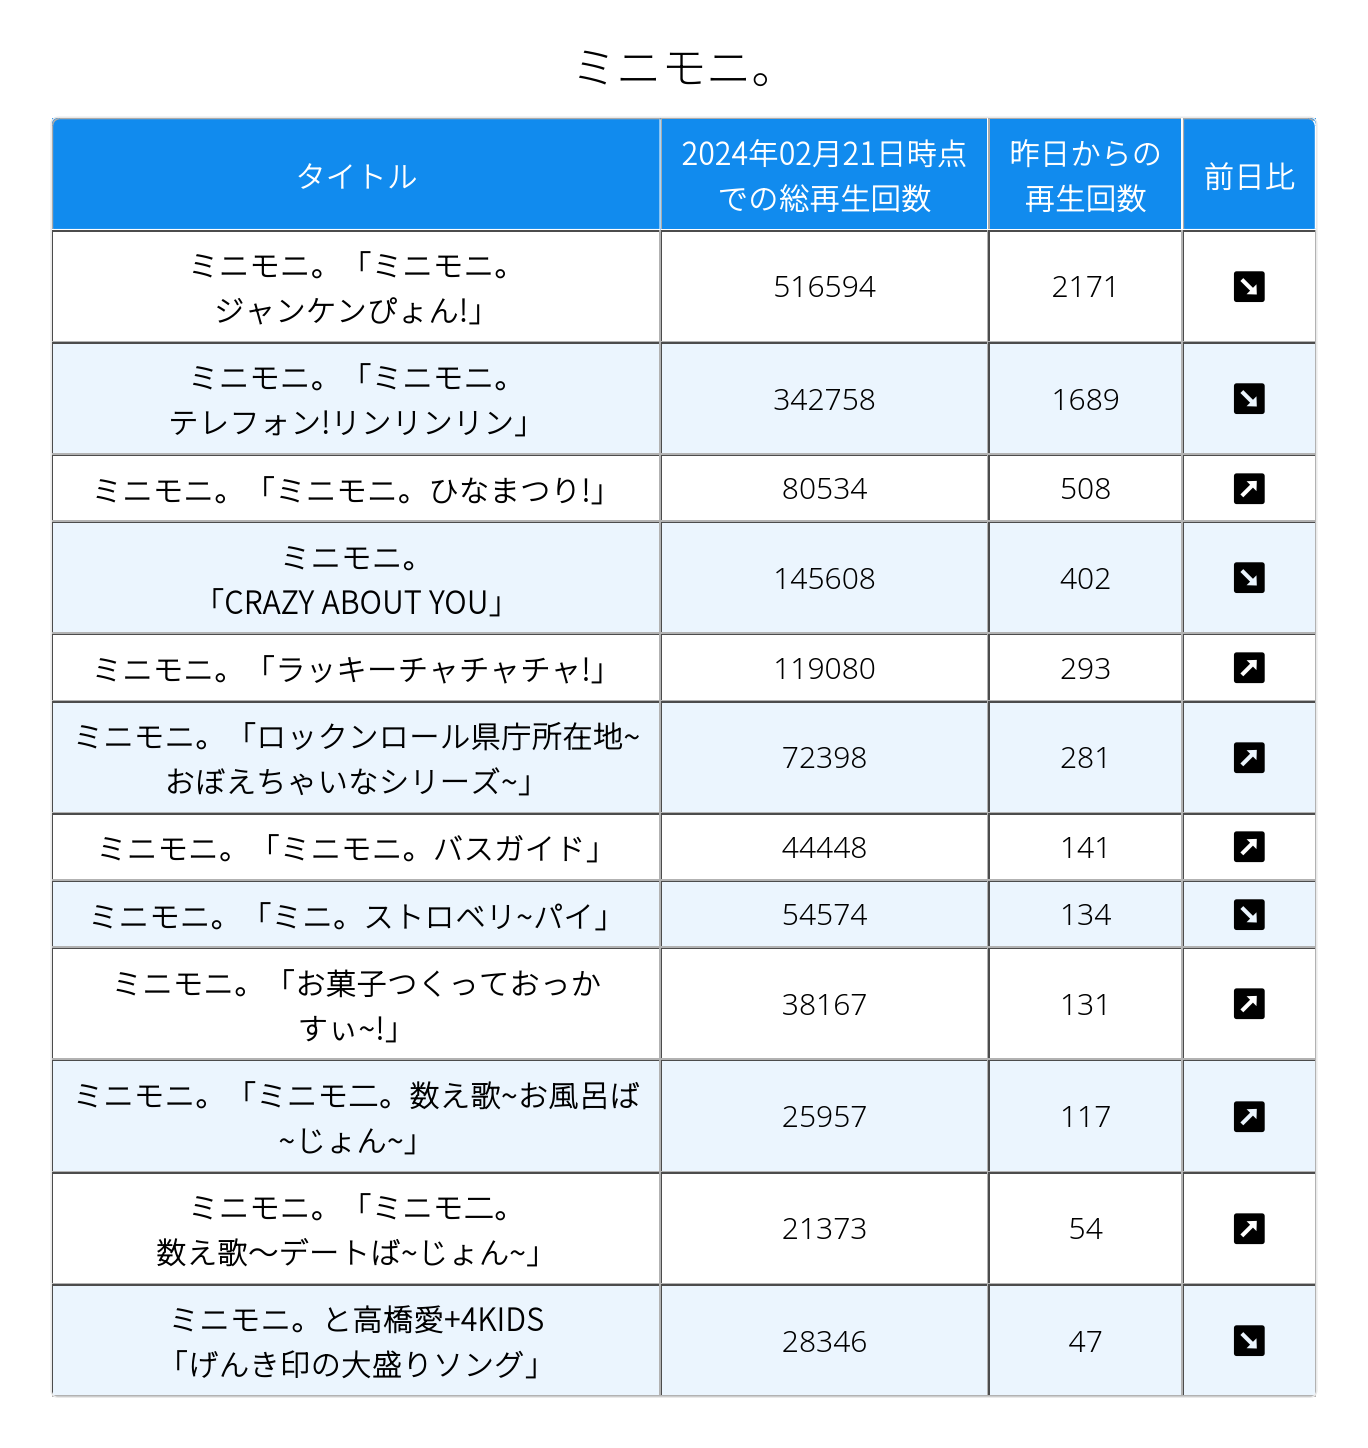 ミニモニ。
タイトル
2024年02月21日時点
での総再生回数
昨日からの
再生回数
前日比
ミニモニ。「ミニモニ。
ジャンケンぴょん!」
516594
2171
ミニモニ。「ミニモニ。
テレフォン!リンリンリン」
342758
1689
ミニモニ。「ミニモニ。ひなまつり!」
80534
508
ミニモニ。
「CRAZY ABOUT YOU」
145608
402
ミニモニ。「ラッキーチャチャチャ!」
119080
293
ミニモニ。「ロックンロール県庁所在地~
おぼえちゃいなシリーズ~」
72398
281
ミニモニ。「ミニモニ。バスガイド」
44448
141
ミニモニ。「ミニ。ストロベリ~パイ」
54574
134
ミニモニ。「お菓子つくっておっか
すぃ~!」
38167
131
ミニモニ。「ミニモ二。数え歌~お風呂ば
~じょん~」
25957
117
ミニモニ。「ミニモ二。
数え歌〜デートば~じょん~」
21373
54
ミニモニ。と高橋愛+4KIDS
「げんき印の大盛りソング」
28346
47